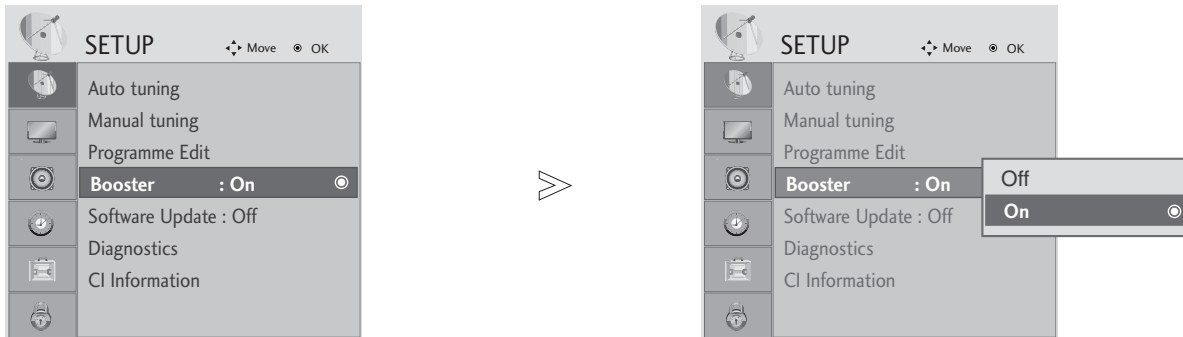 SETUP Move OK
Auto tuning
Manual tuning
Programme Edit
Booster : On
Software Update : Off
Diagnostics
CI Information
SETUP Move OK
Auto tuning
Manual tuning
Programme Edit
Booster : On
Software Update : Off
Diagnostics
CI Information
Off
On